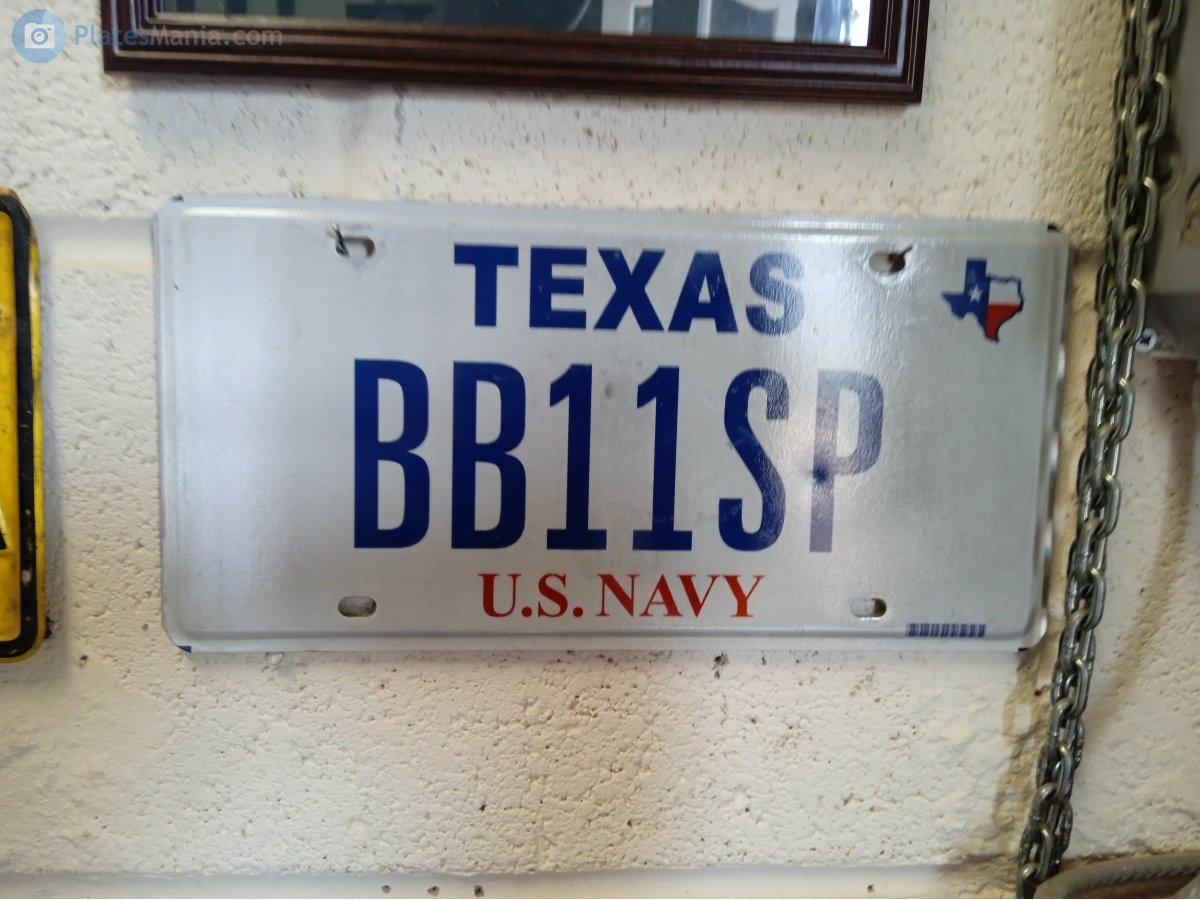 PlatesMania.com
TEXAS
BB11SP
U.S. NAVY